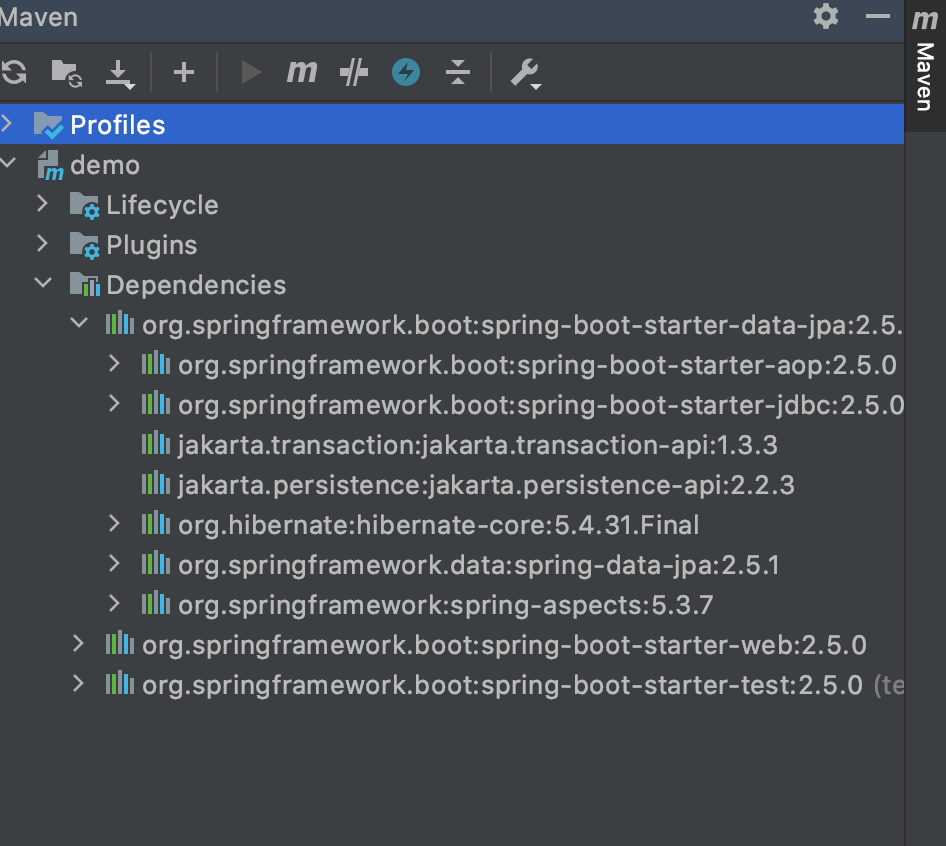 Maven
m
Maven
Profiles
demo
Lifecycle
Plugins
Dependencies
org.springframework.boot:spring-boot-starter-data-jpa:2.5.
org.springframework.boot:spring-boot-starter-aop:2.5.0
org.springframework.boot:spring-boot-starter-jdbc:2.5.0
jakarta.transaction:jakarta.transaction-api:1.3.3
jakarta.persistence:jakarta.persistence-api:2.2.3
org.hibernate:hibernate-core:5.4.31.Final
org.springframework.data:spring-data-jpa:2.5.1
org.springframework:spring-aspects:5.3.7
org.springframework.boot:spring-boot-starter-web:2.5.0
org.springframework.boot:spring-boot-starter-test:2.5.0 (te